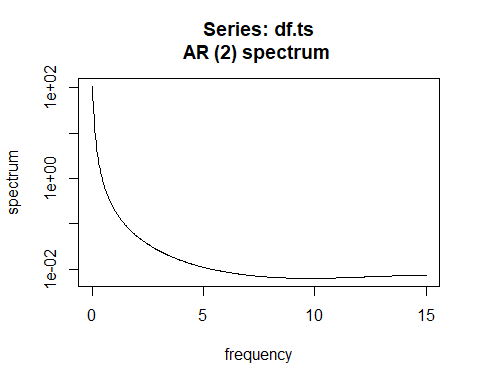 Series: df.ts
AR (2) spectrum
spectrum
1e+02
1e+00
1e-02
0
5
10
15
frequency